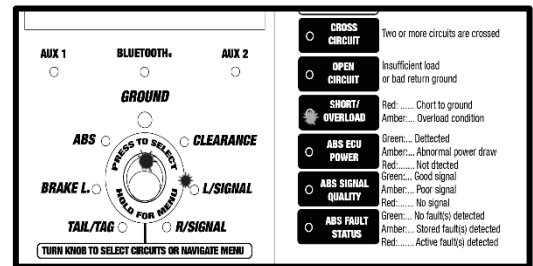 AUX 1 BLUETOOTH® AUX 2
GROUND
ABS CLEARANCE
PRESS TO SELECT
BRAKE L. L/SIGNAL
HOLD FOR MENU
TAIL/TAG R/SIGNAL
TURN KNOB TO SELECT CIRCUITS OR NAVIGATE MENU
CROSS
CIRCUIT
Two or more circuits are crossed
OPEN
CIRCUIT
Insufficient load
or bad return ground
SHORT/
OVERLOAD
Red: ...... Chort to ground
Amber:... Overload condition
ABS ECU
POWER
Green:... Dettected
Amber:... Abnormal power draw
Red:....... Not dtected
ABS SIGNAL
QUALITY
Green:... Good signal
Amber:... Poor signal
Red:....... No signal
ABS FAULT
STATUS
Green:... No fault(s) detected
Amber:... Stored fault(s) detected
Red:....... Active fault(s) detected